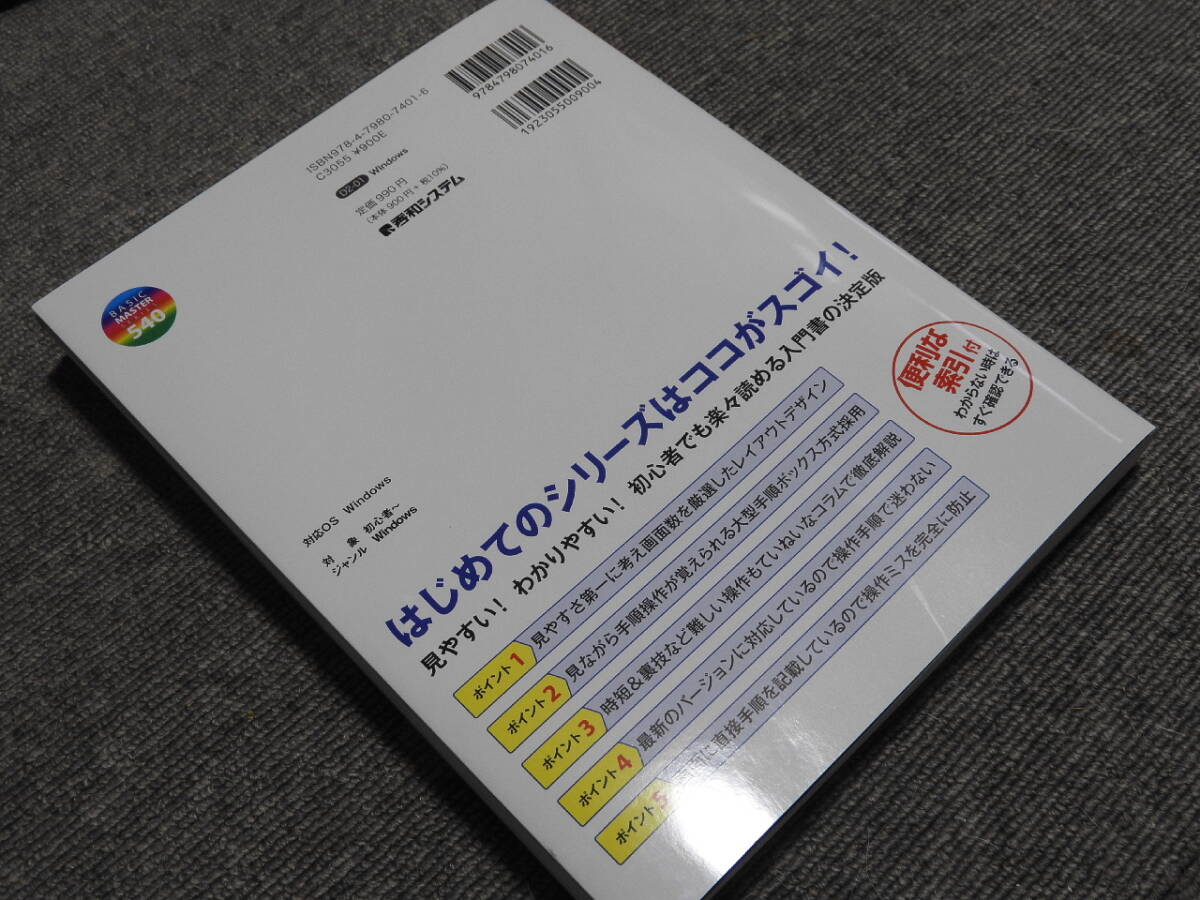 9784798074016
1923055009004
ISBN978-4-7980-7401-6
C3055 ¥900E
02-01 Windows
定価 990円
(本体 900円+税10%)
秀和システム
BASIC
MASTER
540
対応OS Windows
対 象 初心者~
ジャンル Windows
はじめてのシリーズはココがスゴイ!
見やすい! わかりやすい! 初心者でも楽々読める入門書の決定版
便利な
索引付
わからない時は
すぐ確認できる
ポイント1 見やすさ第一に考え画面数を厳選したレイアウトデザイン
ポイント2 見ながら手順操作が覚えられる大型手順ボックス方式採用
ポイント3 時短&裏技など難しい操作もていねいなコラムで徹底解説
ポイント4 最新のバージョンに対応しているので操作手順で迷わない
ポイント5 面に直接手順を記載しているので操作ミスを完全に防止